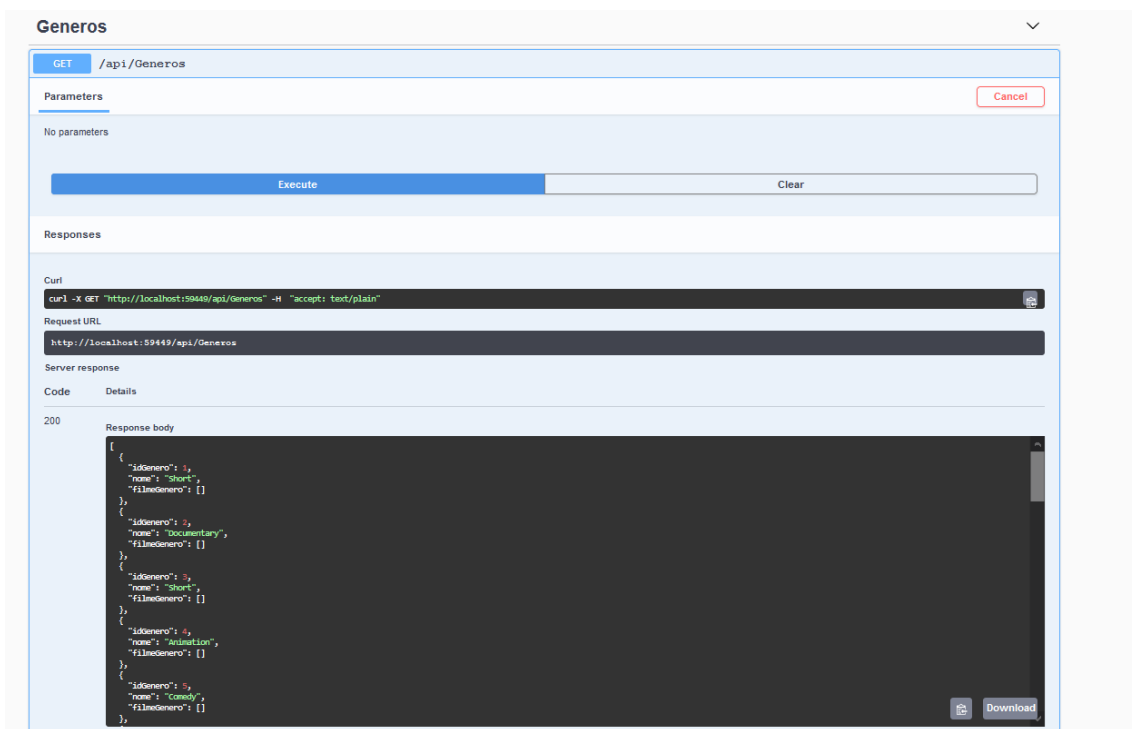 Generos
GET /api/Generos
Parameters
Cancel
No parameters
Execute
Clear
Responses
Curl
curl -X GET "http://localhost:59449/api/Generos" -H  "accept: text/plain"
Request URL
http://localhost:59449/api/Generos
Server response
Code
Details
200
Response body
[
{
"idGenero": 1,
"nome": "Short",
"filmeGenero": []
},
{
"idGenero": 2,
"nome": "Documentary",
"filmeGenero": []
},
{
"idGenero": 3,
"nome": "Short",
"filmeGenero": []
},
{
"idGenero": 4,
"nome": "Animation",
"filmeGenero": []
},
{
"idGenero": 5,
"nome": "Comedy",
"filmeGenero": []
},
Download